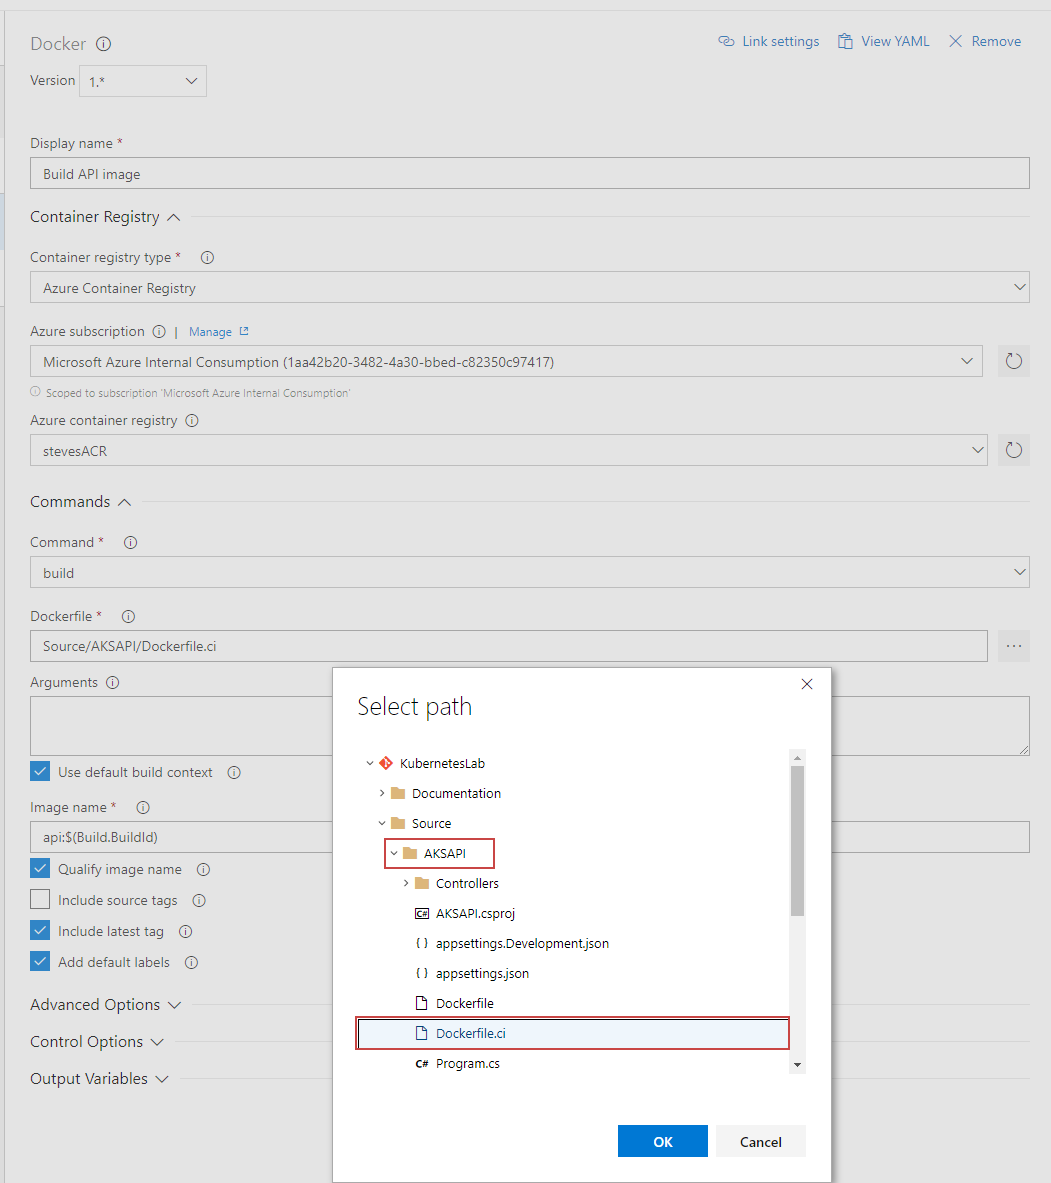 Docker
Link settings View YAML Remove
Version 1.*
Display name *
Build API image
Container Registry
Container registry type *
Azure Container Registry
Azure subscription | Manage
Microsoft Azure Internal Consumption (1aa42b20-3482-4a30-bbed-c82350c97417)
Scoped to subscription 'Microsoft Azure Internal Consumption'
Azure container registry
stevesACR
Commands
Command *
build
Dockerfile *
Source/AKSAPI/Dockerfile.ci
...
Arguments
Use default build context
Image name *
api:$(Build.BuildId)
Qualify image name
Include source tags
Include latest tag
Add default labels
Advanced Options
Control Options
Output Variables
Select path
KubernetesLab
Documentation
Source
AKSAPI
Controllers
C# AKSAPI.csproj
{ } appsettings.Development.json
{ } appsettings.json
Dockerfile
Dockerfile.ci
C# Program.cs
OK Cancel